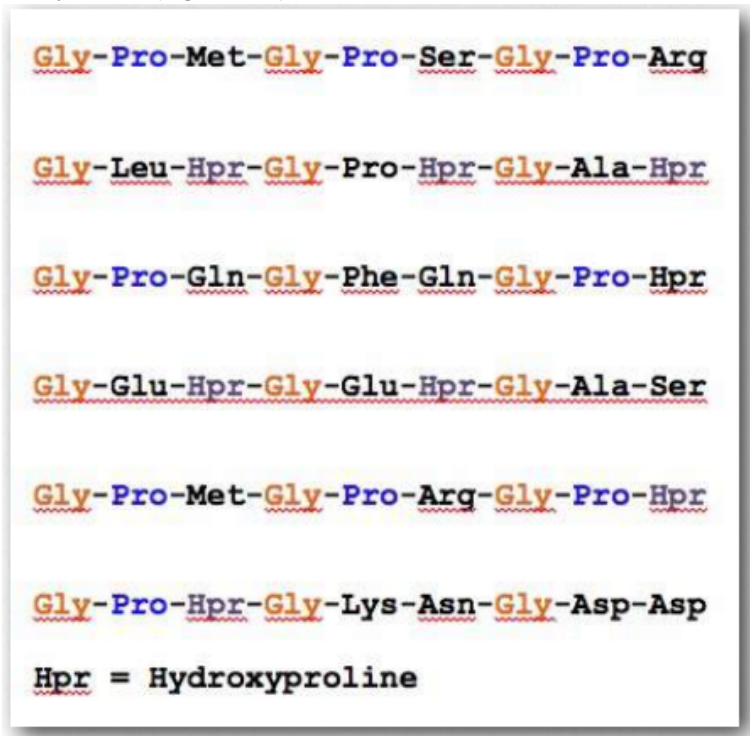 Gly-Pro-Met-Gly-Pro-Ser-Gly-Pro-Arg
Gly-Leu-Hpr-Gly-Pro-Hpr-Gly-Ala-Hpr
Gly-Pro-Gln-Gly-Phe-Gln-Gly-Pro-Hpr
Gly-Glu-Hpr-Gly-Glu-Hpr-Gly-Ala-Ser
Gly-Pro-Met-Gly-Pro-Arg-Gly-Pro-Hpr
Gly-Pro-Hpr-Gly-Lys-Asn-Gly-Asp-Asp
Hpr = Hydroxyproline